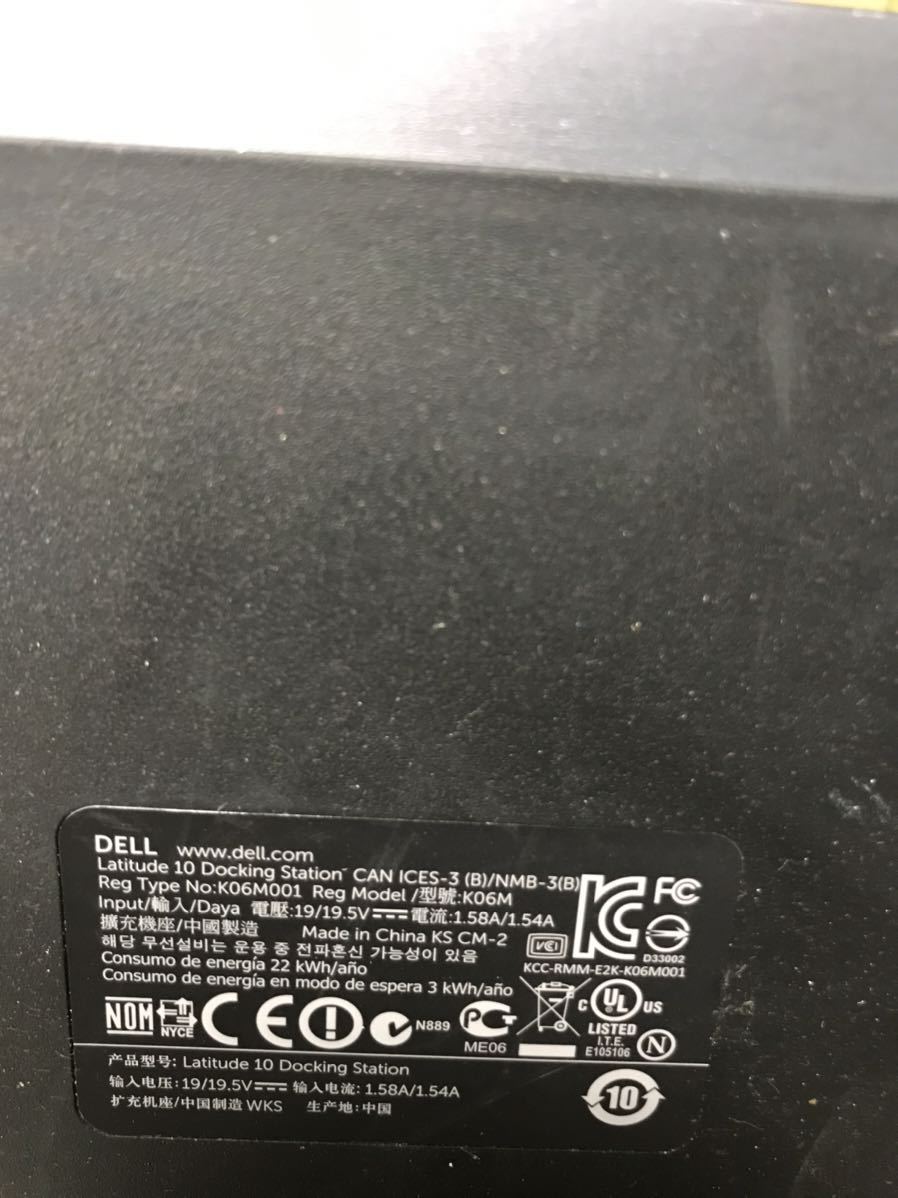 DELL www.dell.com
Latitude 10 Docking Station CAN ICES-3 (B)/NMB-3(B)
Reg Type No:K06M001 Reg Model /型號:K06M
Input/輸入/Daya 電壓:19/19.5V 電流:1.58A/1.54A
擴充機座/中國製造 Made in China KS CM-2
해당 무선설비는 운용 중 전파혼신 가능성이 있음
Consumo de energía 22 kWh/año
Consumo de energía en modo de espera 3 kWh/año
FC
VCI
D33002
KCC-RMM-E2K-K06M001
NOM NYCE CE N889
ME06
C UL US
LISTED
I.T.E.
E105106
N
产品型号: Latitude 10 Docking Station
输入电压:19/19.5V 输入电流: 1.58A/1.54A
扩充机座/中国制造 WKS 生产地:中国
10